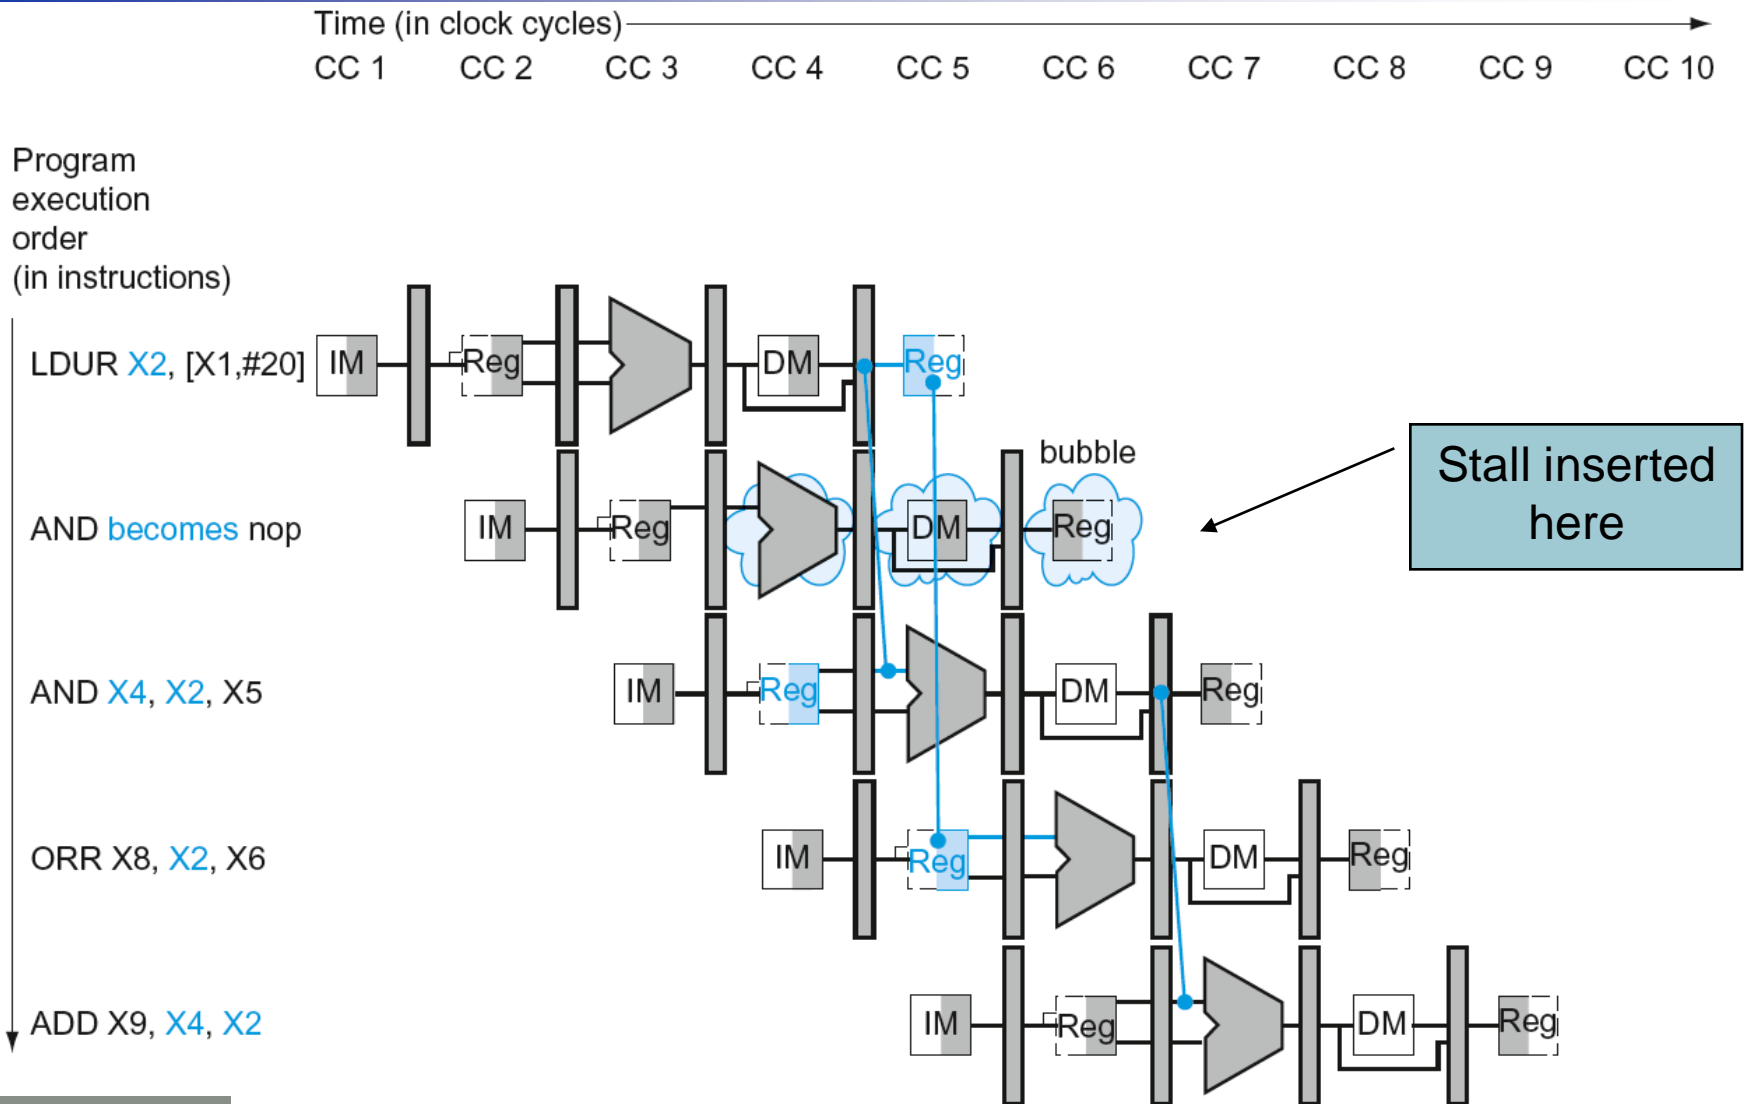 Time (in clock cycles)
CC 1 CC 2 CC 3 CC 4 CC 5 CC 6 CC 7 CC 8 CC 9 CC 10
Program
execution
order
(in instructions)
LDUR X2, [X1,#20] IM Reg DM Reg
bubble
Stall inserted
here
AND becomes nop IM Reg DM Reg
AND X4, X2, X5 IM Reg DM Reg
ORR X8, X2, X6 IM Reg DM Reg
ADD X9, X4, X2 IM Reg DM Reg